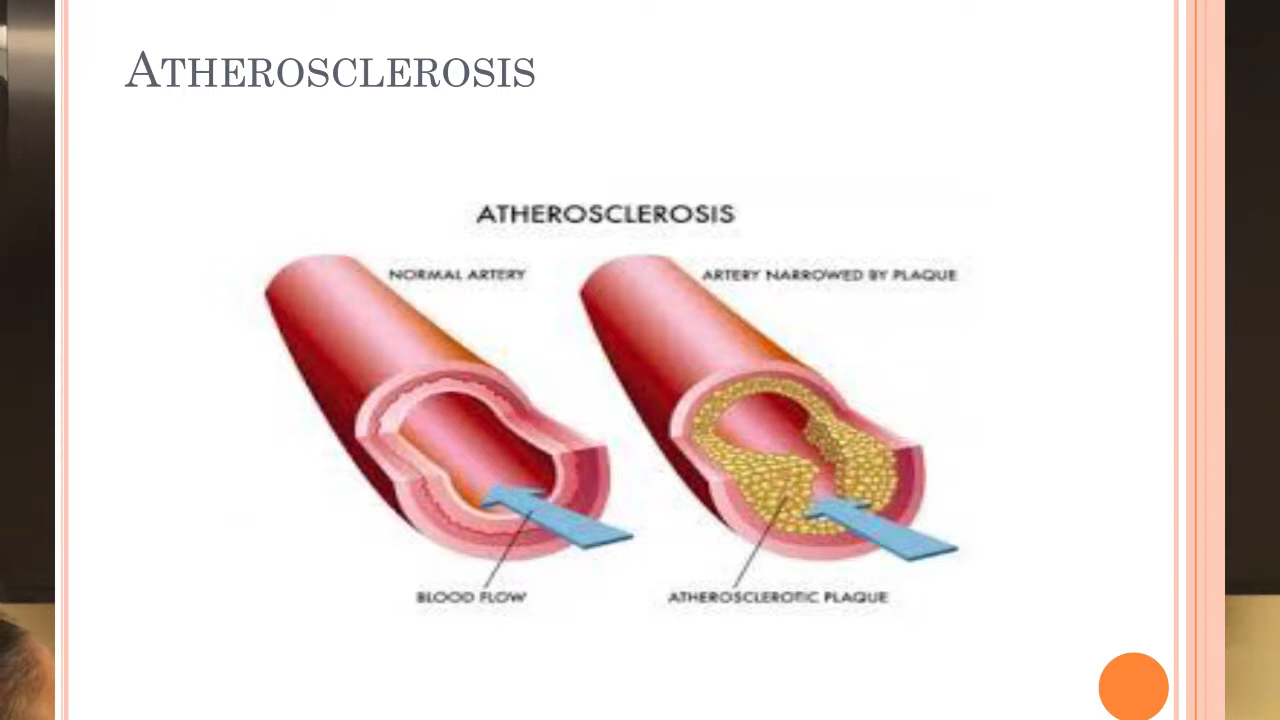 ATHEROSCLEROSIS
ATHEROSCLEROSIS
NORMAL ARTERY
ARTERY NARROWED BY PLAQUE
BLOOD FLOW
ATHEROSCLEROTIC PLAQUE